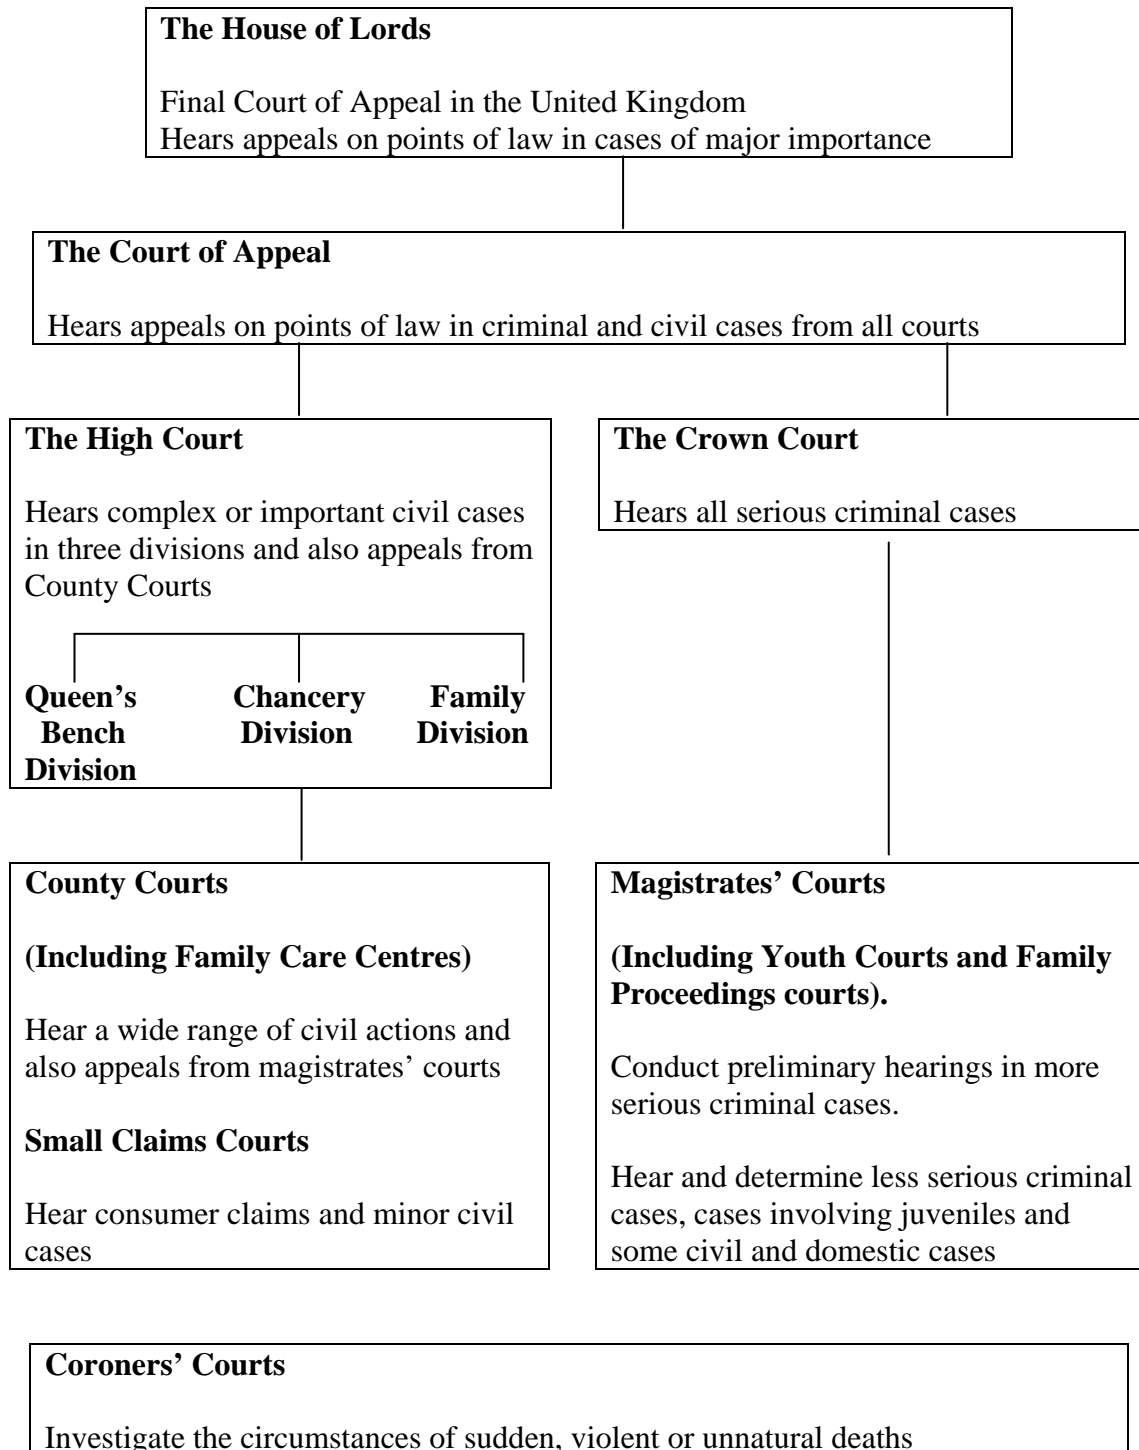 The House of Lords
Final Court of Appeal in the United Kingdom
Hears appeals on points of law in cases of major importance
The Court of Appeal
Hears appeals on points of law in criminal and civil cases from all courts
The High Court
Hears complex or important civil cases
in three divisions and also appeals from
County Courts
Queen’s
Bench
Division
Chancery
Division
Family
Division
The Crown Court
Hears all serious criminal cases
County Courts
(Including Family Care Centres)
Hear a wide range of civil actions and
also appeals from magistrates’ courts
Small Claims Courts
Hear consumer claims and minor civil
cases
Magistrates’ Courts
(Including Youth Courts and Family
Proceedings courts).
Conduct preliminary hearings in more
serious criminal cases.
Hear and determine less serious criminal
cases, cases involving juveniles and
some civil and domestic cases
Coroners’ Courts
Investigate the circumstances of sudden, violent or unnatural deaths